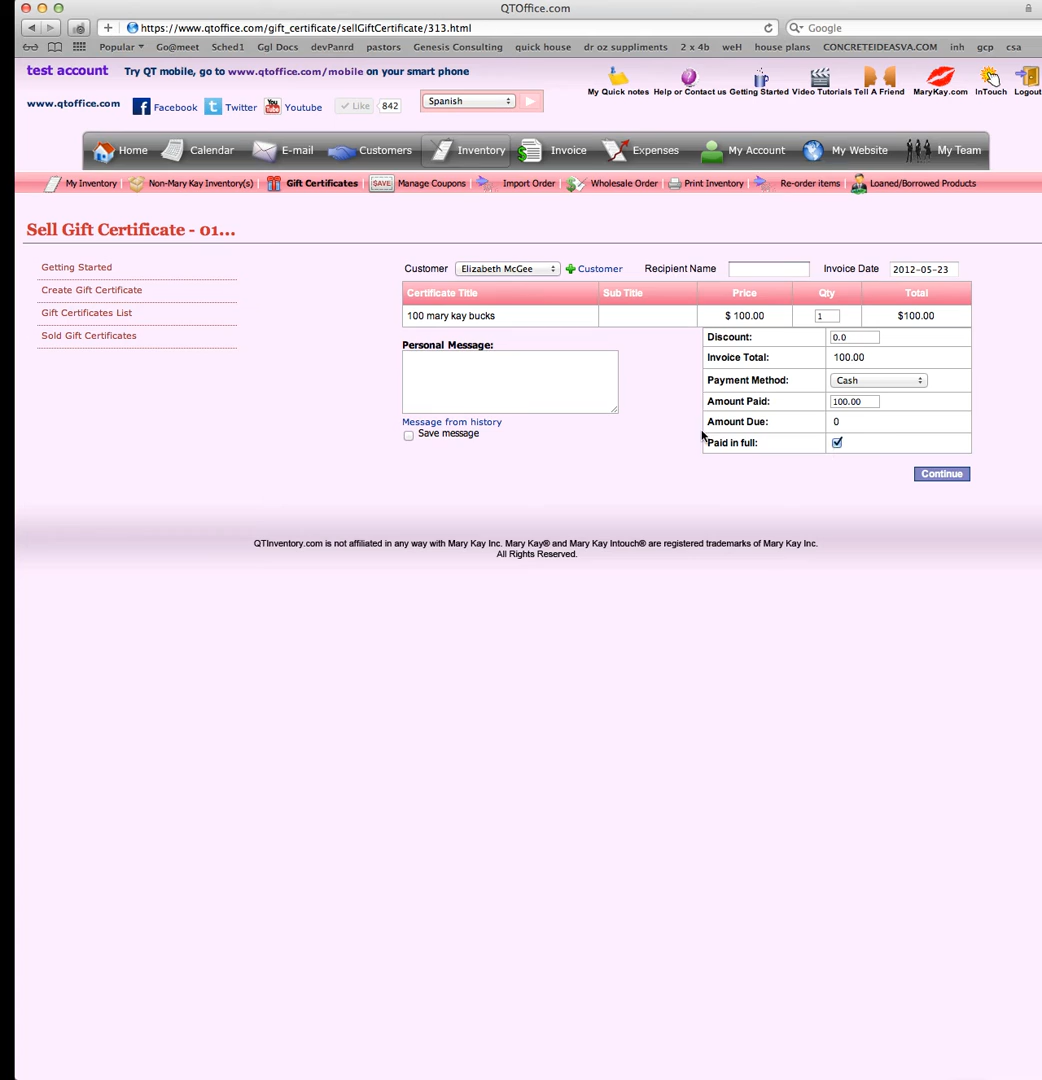 QTOffice.com
https://www.qtoffice.com/gift_certificate/sellGiftCertificate/313.html
Google
Popular Go@meet Sched1 Ggl Docs devPanrd pastors Genesis Consulting quick house dr oz suppliments 2 x 4b weH house plans CONCRETEIDEASVA.COM inh gcp csa
test account Try QT mobile, go to www.qtoffice.com/mobile on your smart phone
My Quick notes Help or Contact us Getting Started Video Tutorials Tell A Friend MaryKay.com InTouch Logout
www.qtoffice.com Facebook Twitter Youtube Like 842 Spanish
Home Calendar E-mail Customers Inventory Invoice Expenses My Account My Website My Team
My Inventory Non-Mary Kay Inventory(s) Gift Certificates SAVE Manage Coupons Import Order Wholesale Order Print Inventory Re-order items Loaned/Borrowed Products
Sell Gift Certificate - 01...
Getting Started
Create Gift Certificate
Gift Certificates List
Sold Gift Certificates
Customer Elizabeth McGee Customer Recipient Name Invoice Date 2012-05-23
Certificate Title Sub Title Price Qty Total
100 mary kay bucks $ 100.00 1 $100.00
Personal Message:
Message from history
Save message
Discount: 0.0
Invoice Total: 100.00
Payment Method: Cash
Amount Paid: 100.00
Amount Due: 0
Paid in full:
Continue
QTInventory.com is not affiliated in any way with Mary Kay Inc. Mary Kay® and Mary Kay Intouch® are registered trademarks of Mary Kay Inc.
All Rights Reserved.